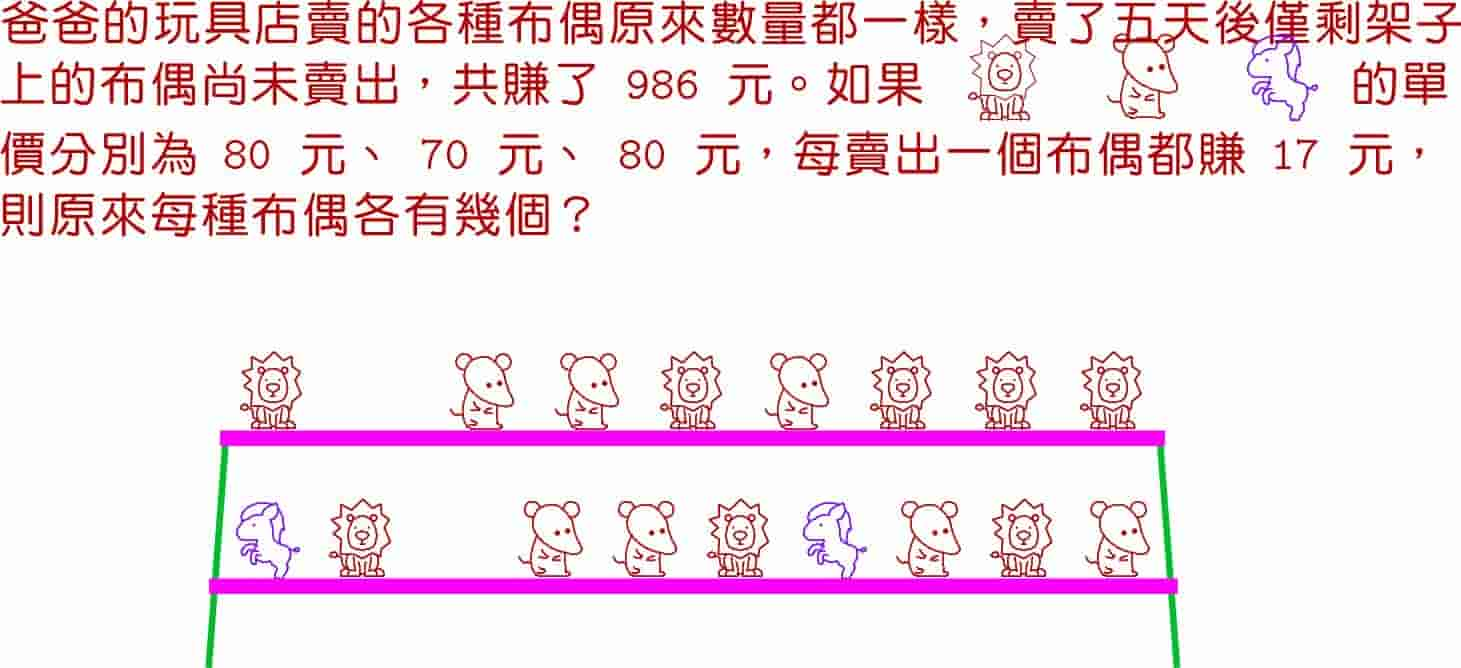 爸爸的玩具店賣的各種布偶原來數量都一樣，賣了五天後僅剩架子
上的布偶尚未賣出，共賺了 986 元。如果 的單
價分別為 80 元、 70 元、 80 元，每賣出一個布偶都賺 17 元，
則原來每種布偶各有幾個？